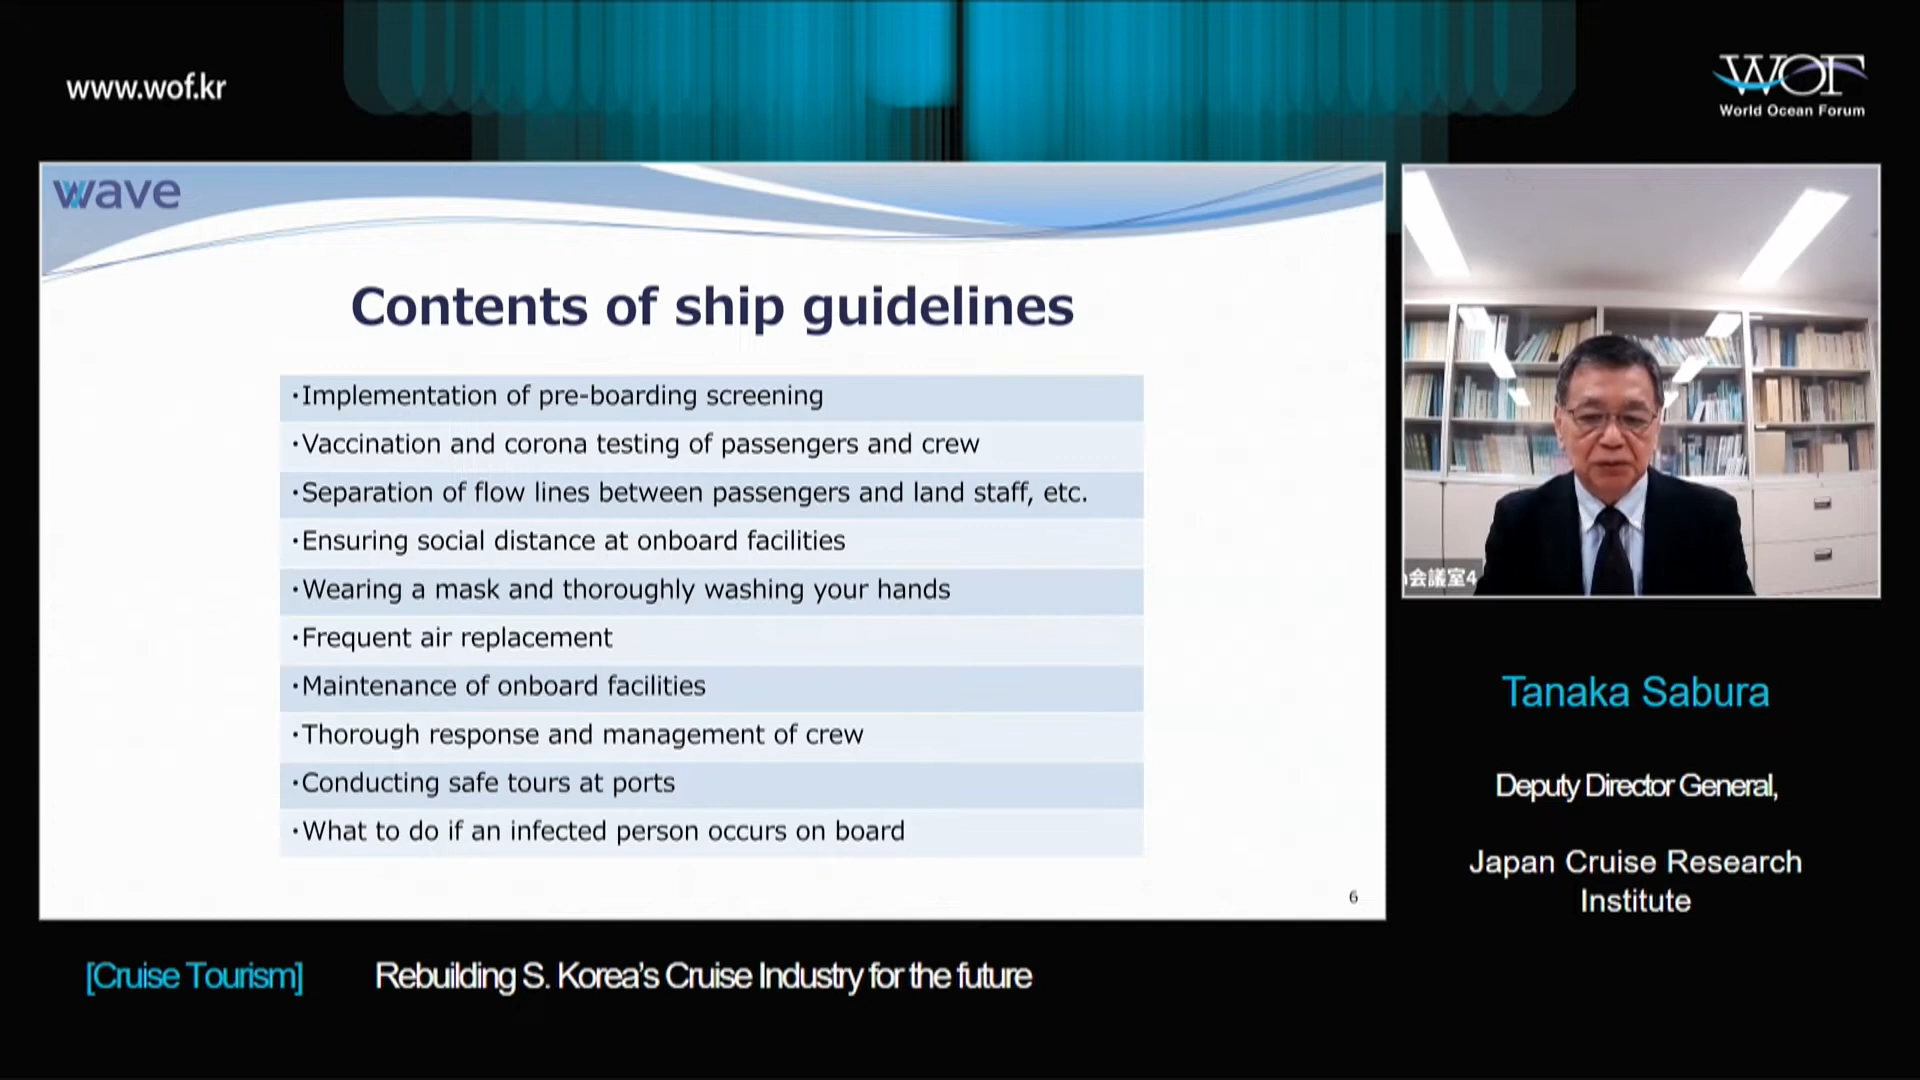 www.wof.kr
WOF
World Ocean Forum
wave
Contents of ship guidelines
・Implementation of pre-boarding screening
・Vaccination and corona testing of passengers and crew
・Separation of flow lines between passengers and land staff, etc.
・Ensuring social distance at onboard facilities
・Wearing a mask and thoroughly washing your hands
・Frequent air replacement
・Maintenance of onboard facilities
・Thorough response and management of crew
・Conducting safe tours at ports
・What to do if an infected person occurs on board
6
会議室4
Tanaka Sabura
Deputy Director General,
Japan Cruise Research
Institute
[Cruise Tourism] Rebuilding S. Korea's Cruise Industry for the future